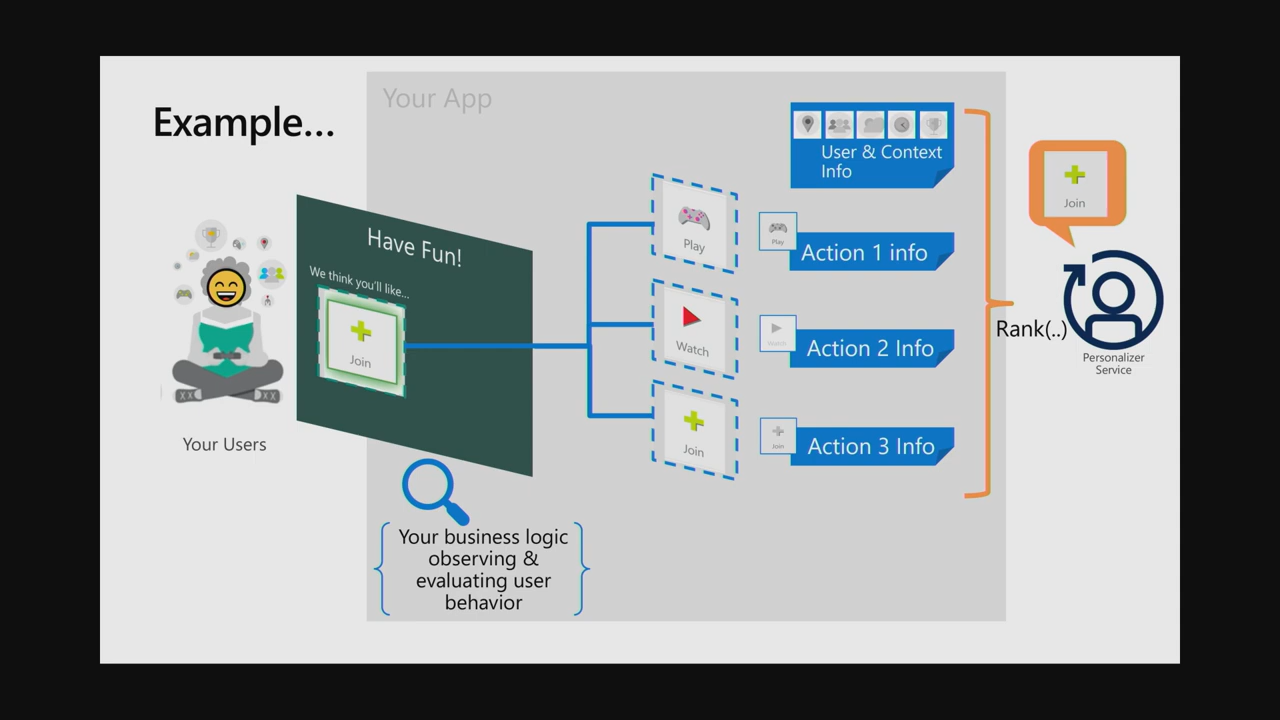 Example...
Your App
Your Users
Have Fun!
We think you'll like...
Join
Your business logic
observing &
evaluating user
behavior
Play
Watch
Join
User & Context
Info
Play
Action 1 info
Watch
Action 2 Info
Join
Action 3 Info
Rank(..)
Join
Personalizer
Service